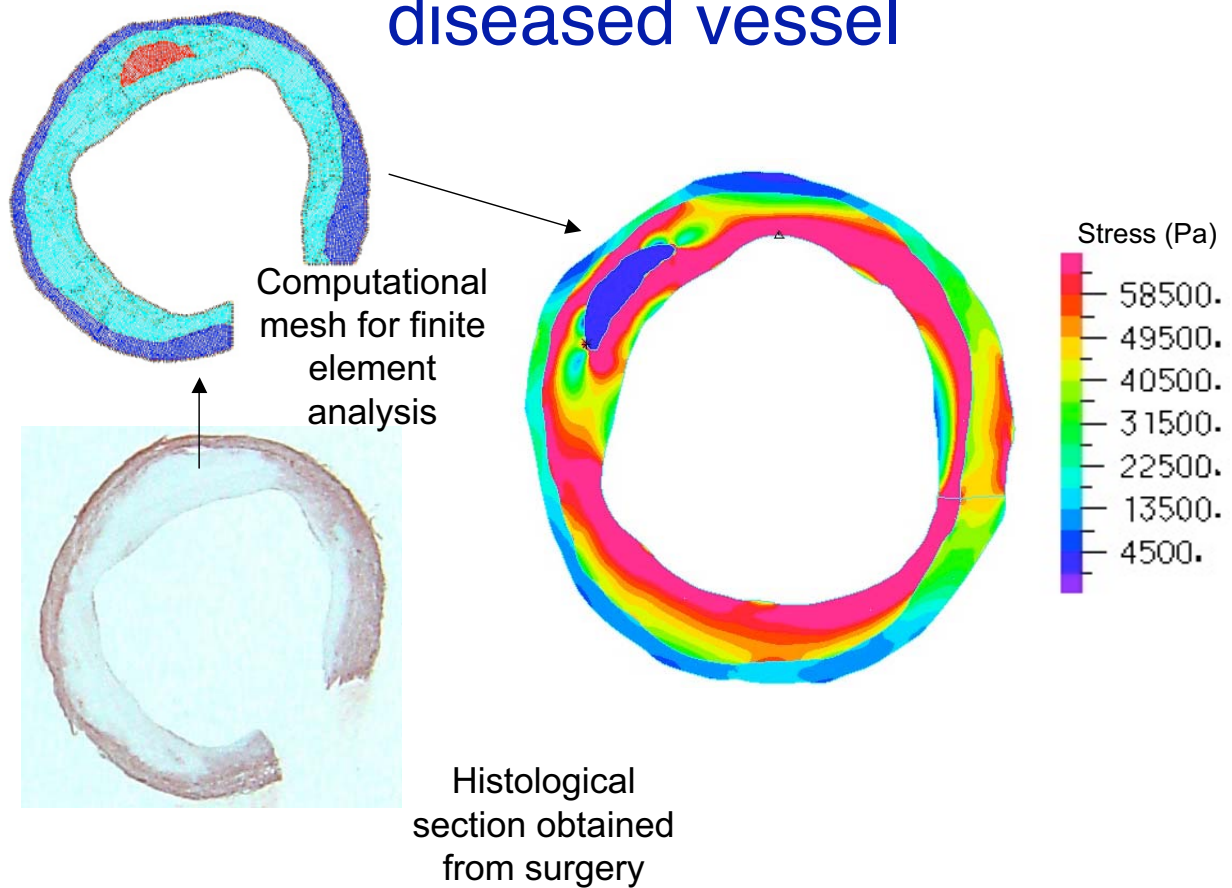 diseased vessel
Computational
mesh for finite
element
analysis
Stress (Pa)
58500.
49500.
40500.
31500.
22500.
13500.
4500.
Histological
section obtained
from surgery